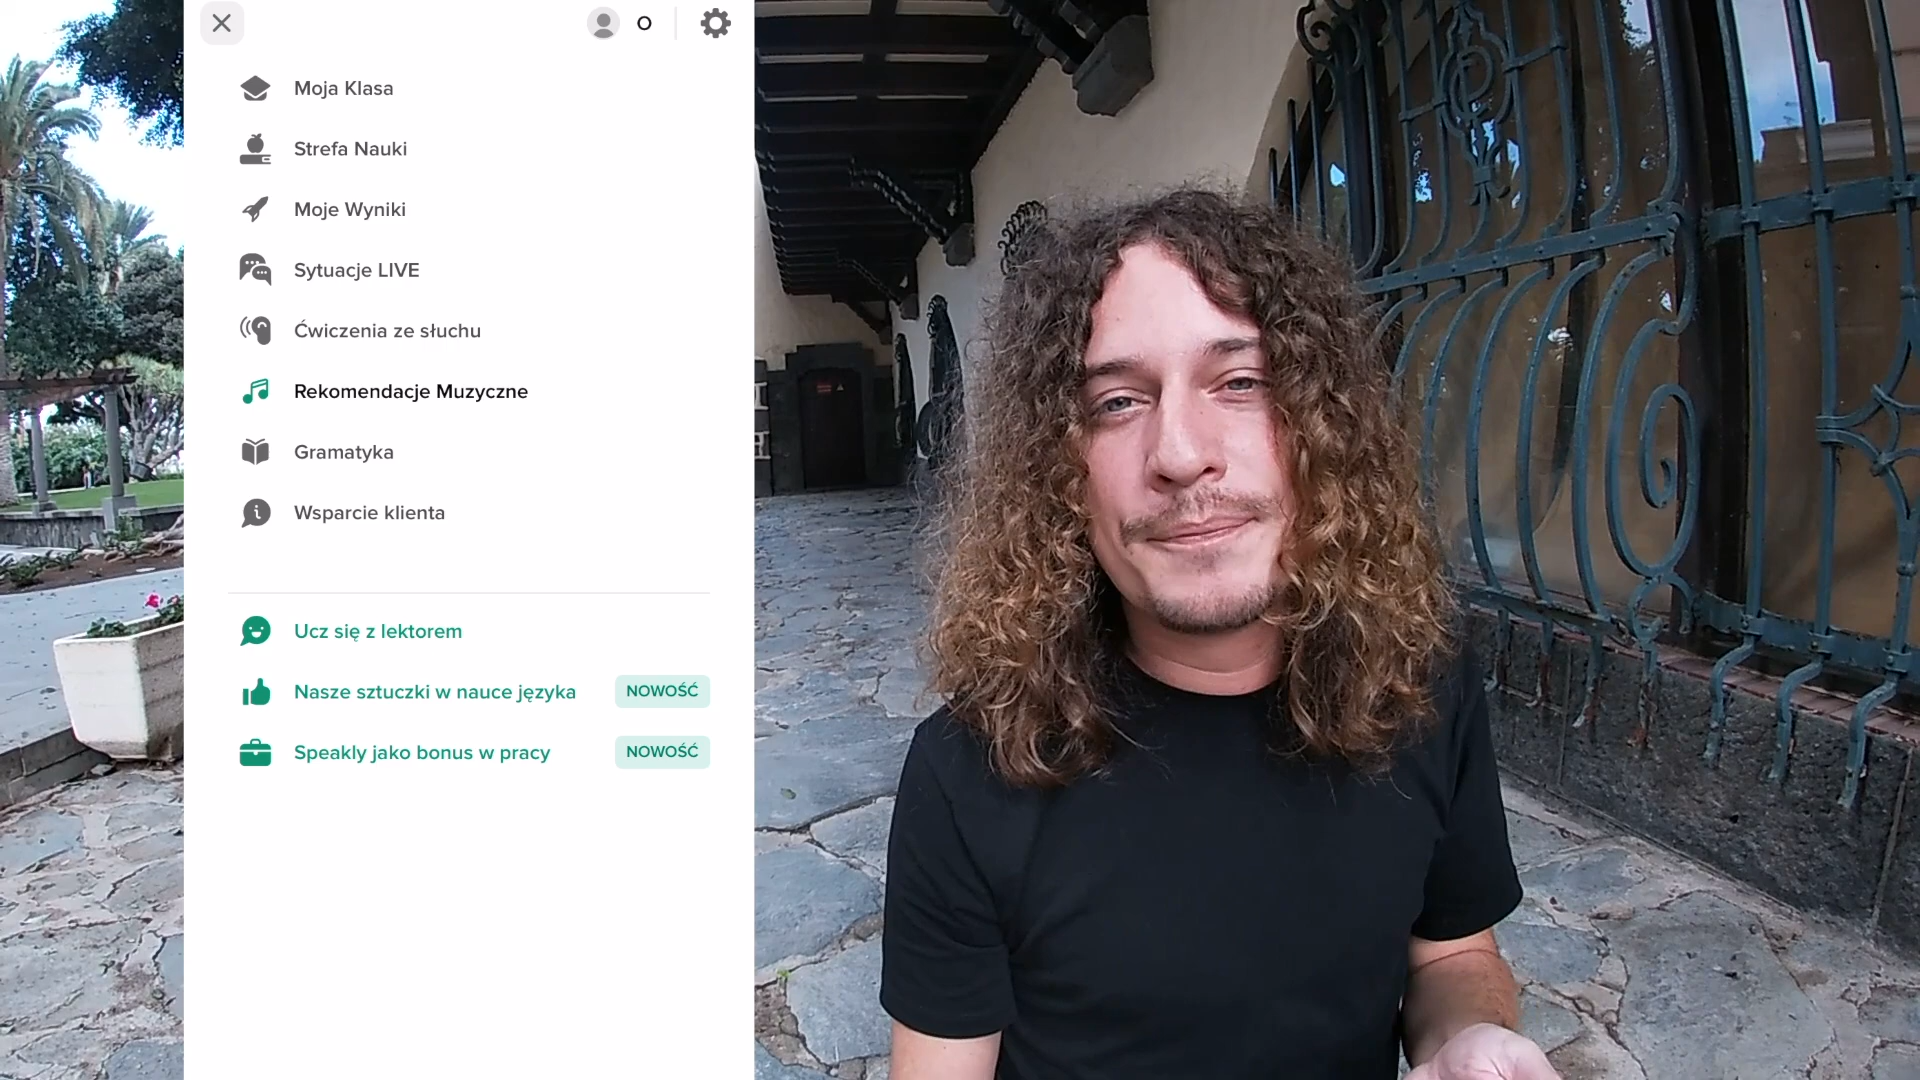 O
Moja Klasa
Strefa Nauki
Moje Wyniki
Sytuacje LIVE
Ćwiczenia ze słuchu
Rekomendacje Muzyczne
Gramatyka
Wsparcie klienta
Ucz się z lektorem
Nasze sztuczki w nauce języka NOWOŚĆ
Speakly jako bonus w pracy NOWOŚĆ